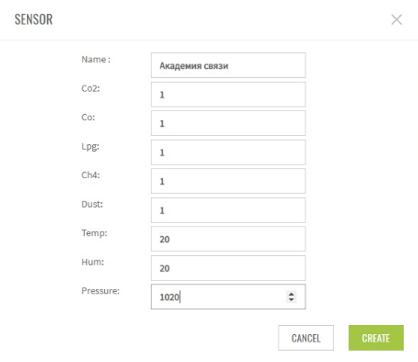 SENSOR
Name : Академия связи
Co2: 1
Co: 1
Lpg: 1
Ch4: 1
Dust: 1
Temp: 20
Hum: 20
Pressure: 1020
CANCEL CREATE